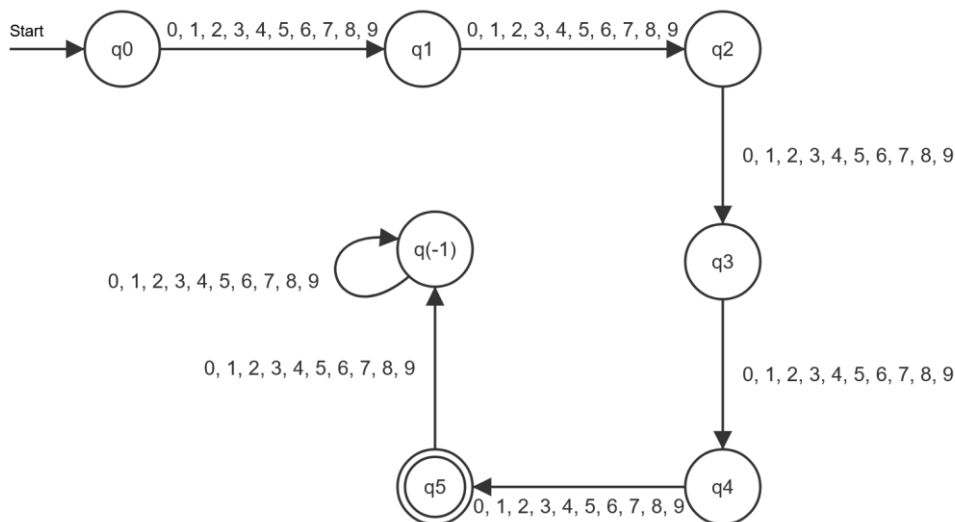 Start
q0
0, 1, 2, 3, 4, 5, 6, 7, 8, 9
q1
0, 1, 2, 3, 4, 5, 6, 7, 8, 9
q2
0, 1, 2, 3, 4, 5, 6, 7, 8, 9
q3
0, 1, 2, 3, 4, 5, 6, 7, 8, 9
q4
0, 1, 2, 3, 4, 5, 6, 7, 8, 9
q5
0, 1, 2, 3, 4, 5, 6, 7, 8, 9
q(-1)
0, 1, 2, 3, 4, 5, 6, 7, 8, 9